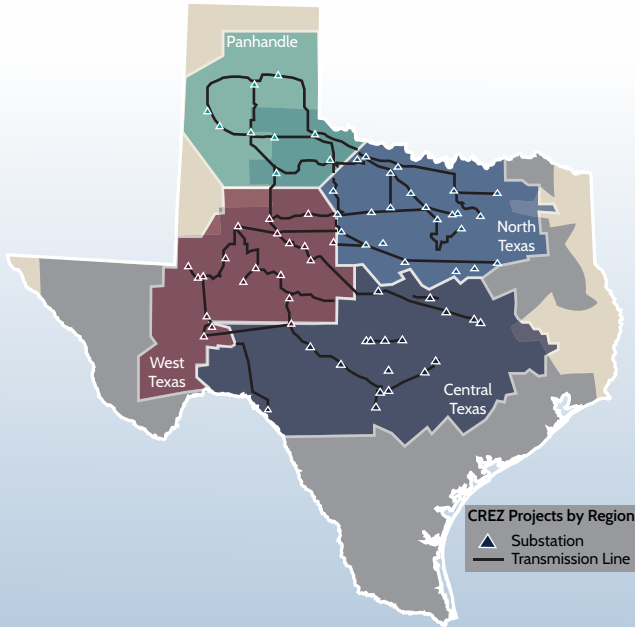 Panhandle
North
Texas
West
Texas
Central
Texas
CREZ Projects by Region
Substation
Transmission Line